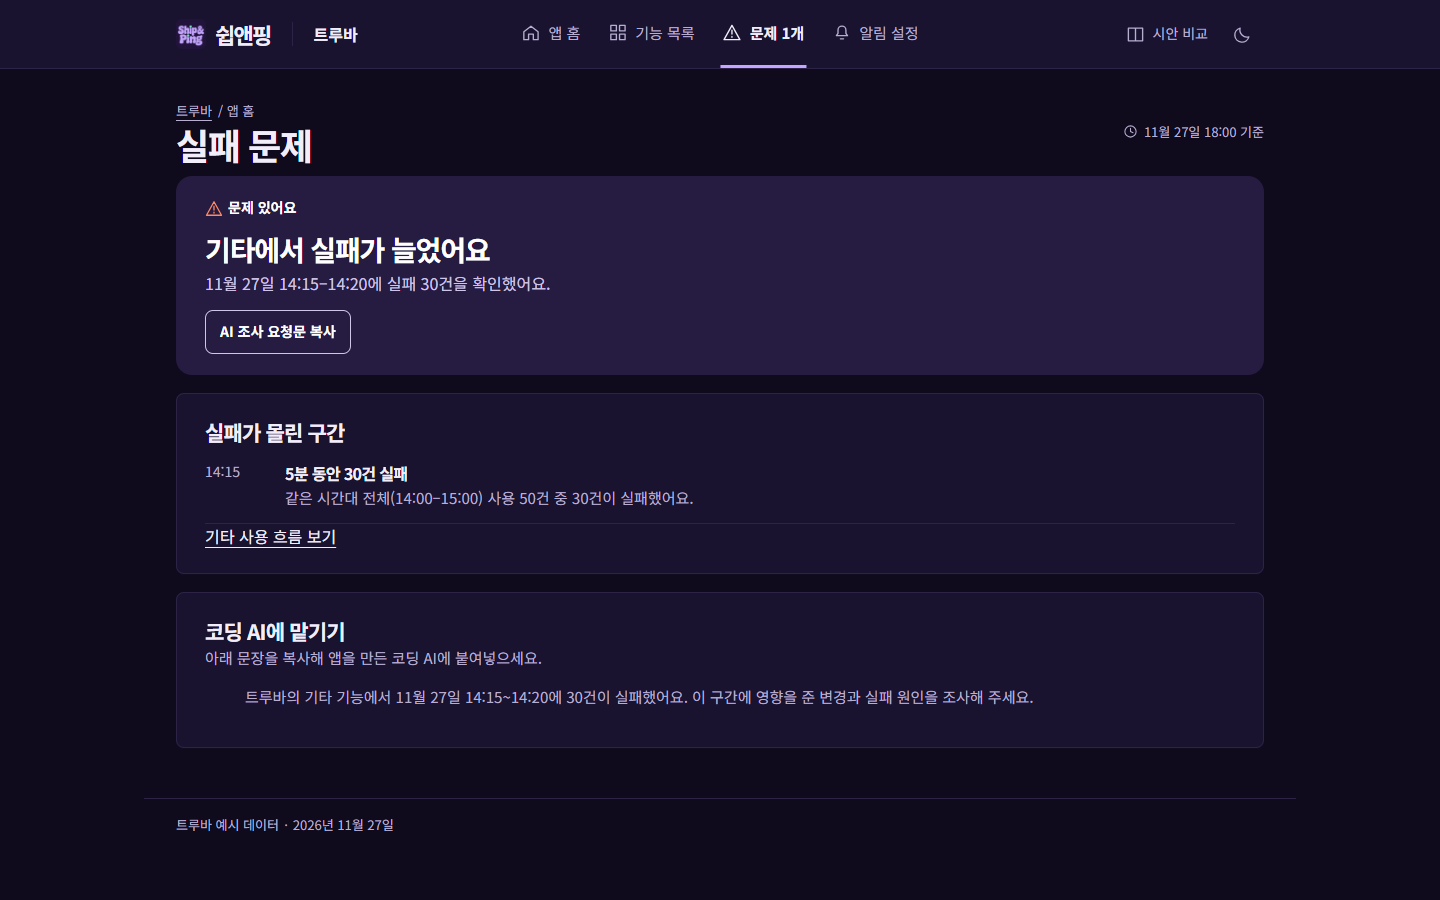 Ship& Ping 쉽앤핑 트루바 앱 홈 기능 목록 문제 1개 알림 설정 시안 비교
트루바 / 앱 홈
실패 문제
11월 27일 18:00 기준
문제 있어요
기타에서 실패가 늘었어요
11월 27일 14:15–14:20에 실패 30건을 확인했어요.
AI 조사 요청문 복사
실패가 몰린 구간
14:15 5분 동안 30건 실패
같은 시간대 전체(14:00–15:00) 사용 50건 중 30건이 실패했어요.
기타 사용 흐름 보기
코딩 AI에 맡기기
아래 문장을 복사해 앱을 만든 코딩 AI에 붙여넣으세요.
트루바의 기타 기능에서 11월 27일 14:15~14:20에 30건이 실패했어요. 이 구간에 영향을 준 변경과 실패 원인을 조사해 주세요.
트루바 예시 데이터 · 2026년 11월 27일